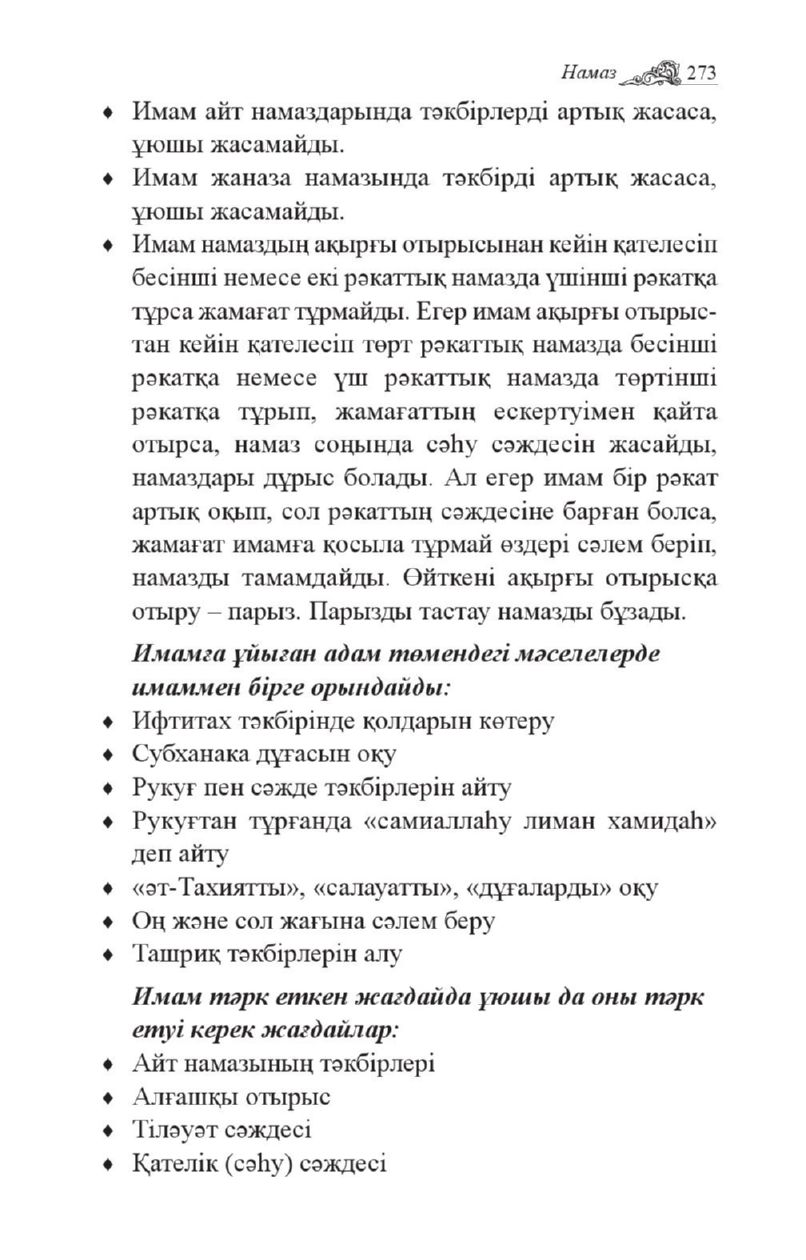 Намаз 273
♦ Имам айт намаздарында тәкбірлерді артық жасаса,
ұюшы жасамайды.
♦ Имам жаназа намазында тәкбірді артық жасаса,
ұюшы жасамайды.
♦ Имам намаздың ақырғы отырысынан кейін қателесіп
бесінші немесе екі рәкаттық намазда үшінші рәкатқа
тұрса жамағат тұрмайды. Егер имам ақырғы отырыс-
тан кейін қателесіп төрт рәкаттық намазда бесінші
рәкатқа немесе үш рәкаттық намазда төртінші
рәкатқа тұрып, жамағаттың ескертуімен қайта
отырса, намаз соңында сәһу сәждесін жасайды,
намаздары дұрыс болады. Ал егер имам бір рәкат
артық оқып, сол рәкаттың сәждесіне барған болса,
жамағат имамға қосыла тұрмай өздері сәлем беріп,
намазды тамамдайды. Өйткені ақырғы отырысқа
отыру – парыз. Парызды тастау намазды бұзады.
Имамға ұйыған адам төмендегі мәселелерде
имаммен бірге орындайды:
♦ Ифтитах тәкбірінде қолдарын көтеру
♦ Субханака дұғасын оқу
♦ Рукуғ пен сәжде тәкбірлерін айту
♦ Рукуғтан тұрғанда «самиаллаһу лиман хамидаһ»
деп айту
♦ «әт-Тахиятты», «салауатты», «дұғаларды» оқу
♦ Оң және сол жағына сәлем беру
♦ Ташриқ тәкбірлерін алу
Имам тәрк еткен жағдайда ұюшы да оны тәрк
етуі керек жағдайлар:
♦ Айт намазының тәкбірлері
♦ Алғашқы отырыс
♦ Тіләуәт сәждесі
♦ Қателік (сәһу) сәждесі